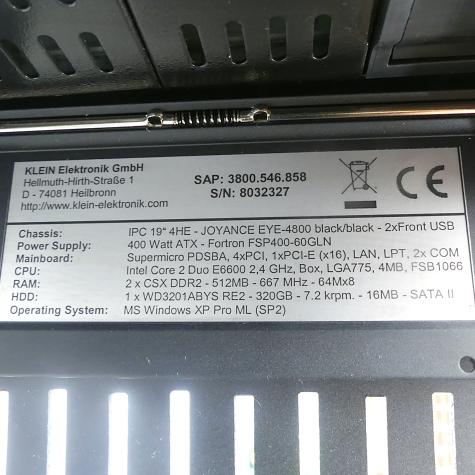 KLEIN Elektronik GmbH
Hellmuth-Hirth-Straße 1
D - 74081 Heilbronn
http://www.klein-elektronik.com
SAP: 3800.546.858
S/N: 8032327
CE
Chassis: IPC 19" 4HE - JOYANCE EYE-4800 black/black - 2xFront USB
Power Supply: 400 Watt ATX - Fortron FSP400-60GLN
Mainboard: Supermicro PDSBA, 4xPCI, 1xPCI-E (x16), LAN, LPT, 2x COM
CPU: Intel Core 2 Duo E6600 2,4 GHz, Box, LGA775, 4MB, FSB1066
RAM: 2 x CSX DDR2 - 512MB - 667 MHz - 64Mx8
HDD: 1 x WD3201ABYS RE2 - 320GB - 7.2 krpm. - 16MB - SATA II
Operating System: MS Windows XP Pro ML (SP2)